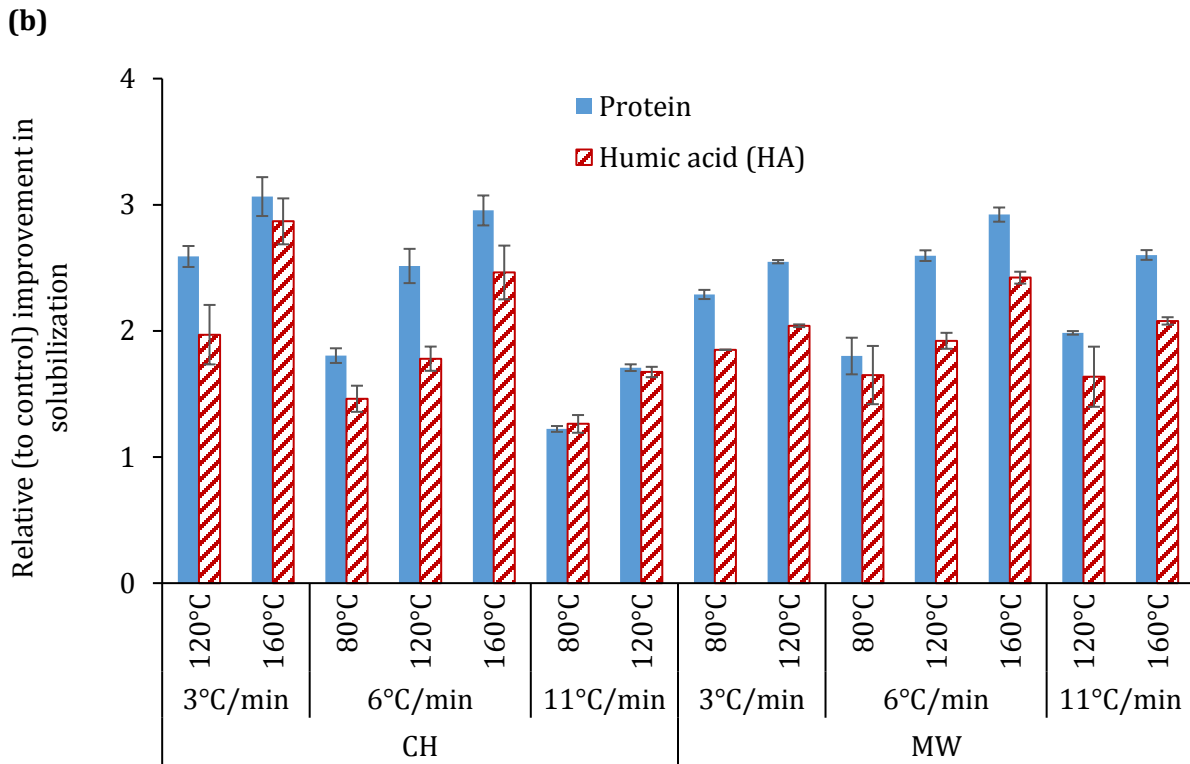 (b)
Relative (to control) improvement in
solubilization
4
3
2
1
0
Protein
Humic acid (HA)
120°C
160°C
80°C
120°C
160°C
80°C
120°C
80°C
120°C
80°C
120°C
160°C
120°C
160°C
3°C/min
6°C/min
11°C/min
3°C/min
6°C/min
11°C/min
CH
MW